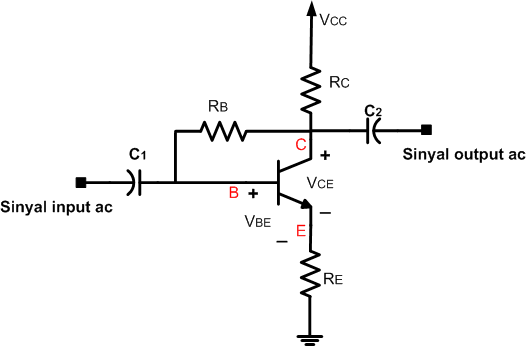 VCC
RC
RB
C2
C
+
C1
Sinyal output ac
VCE
B
+
Sinyal input ac
–
VBE
E
–
RE